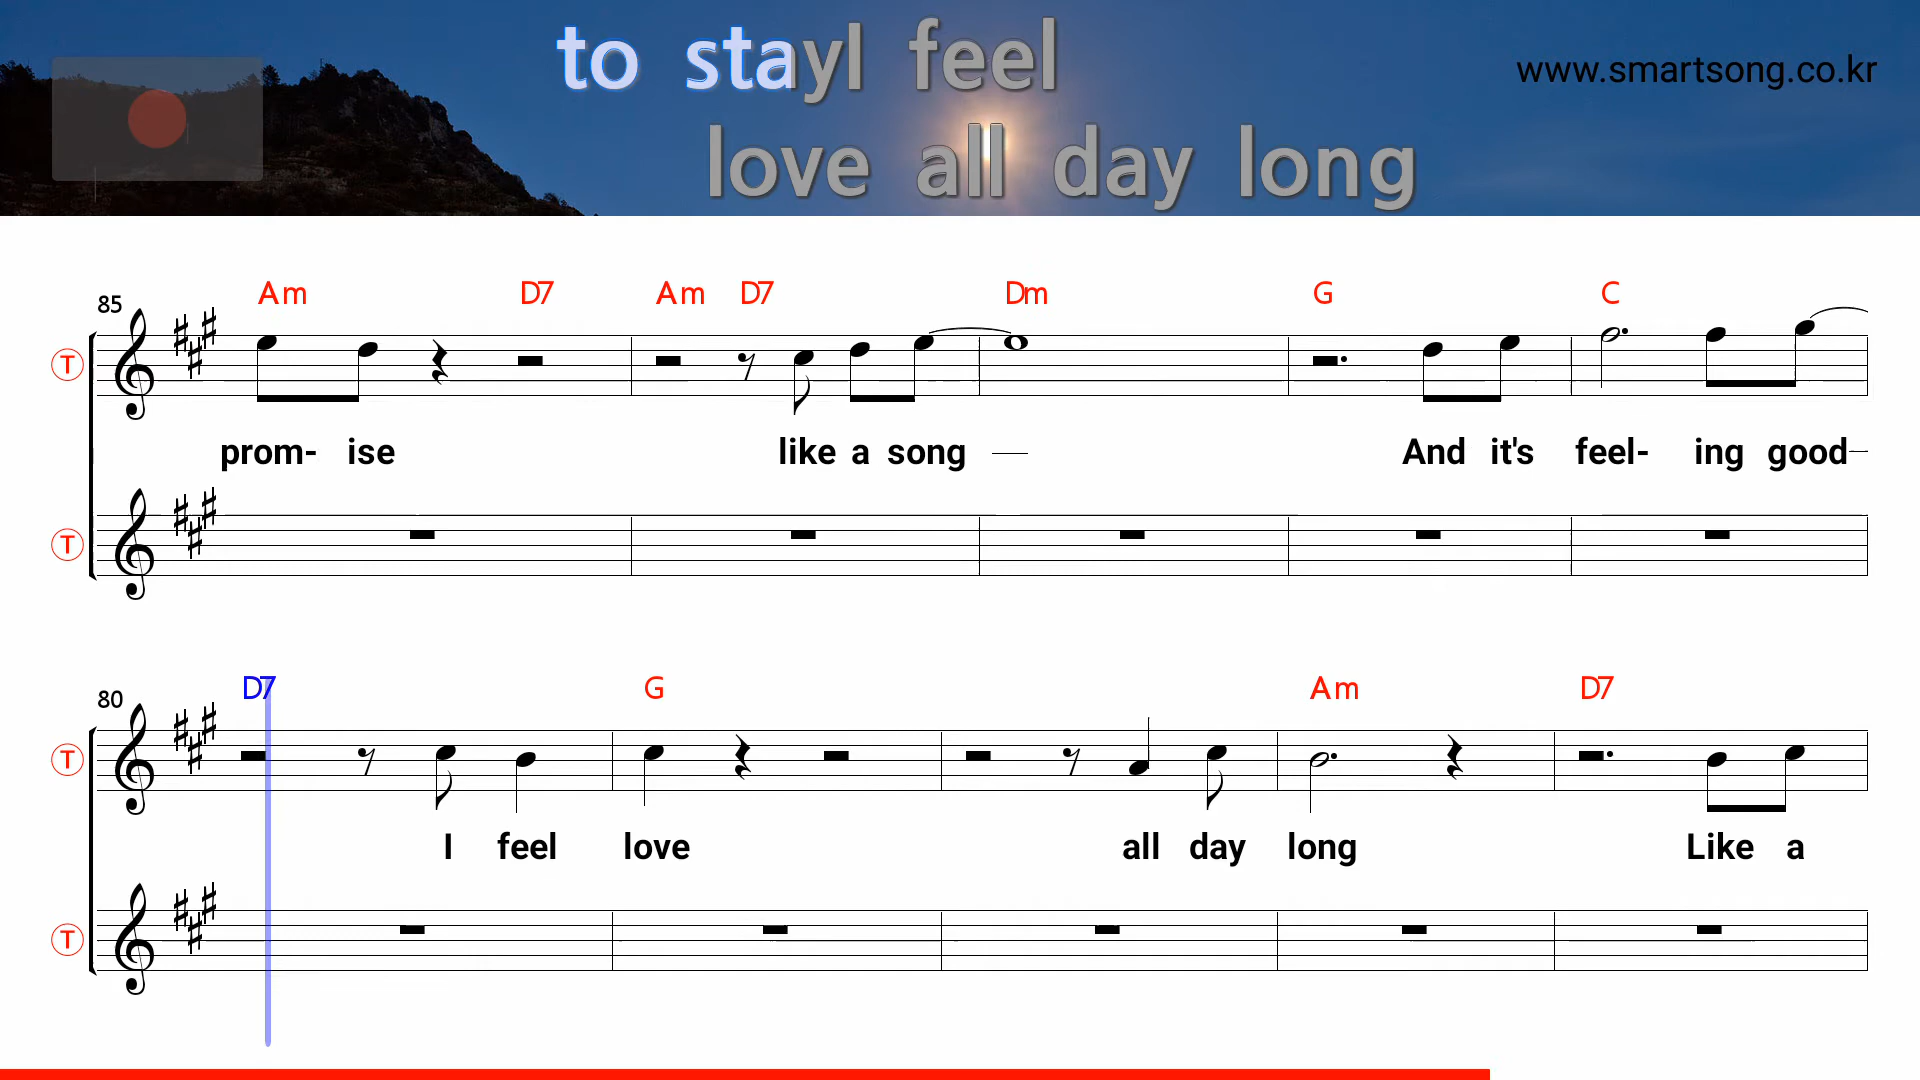 to stayI feel
www.smartsong.co.kr
love all day long
85
Am D7 Am D7 Dm G C
T
prom- ise like a song And it's feel- ing good
T
80
D7 G Am D7
T
I feel love all day long Like a
T